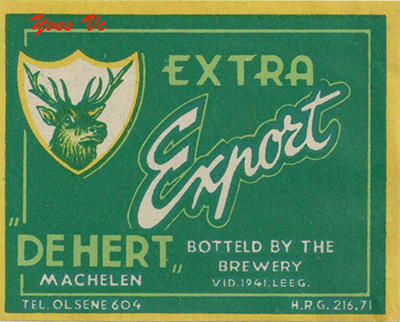 Yves Vc
EXTRA
Export
„DE HERT„
MACHELEN
BOTTELD BY THE
BREWERY
VID.1941.LEEG.
TEL.OLSENE 604
H.R.G. 216.71